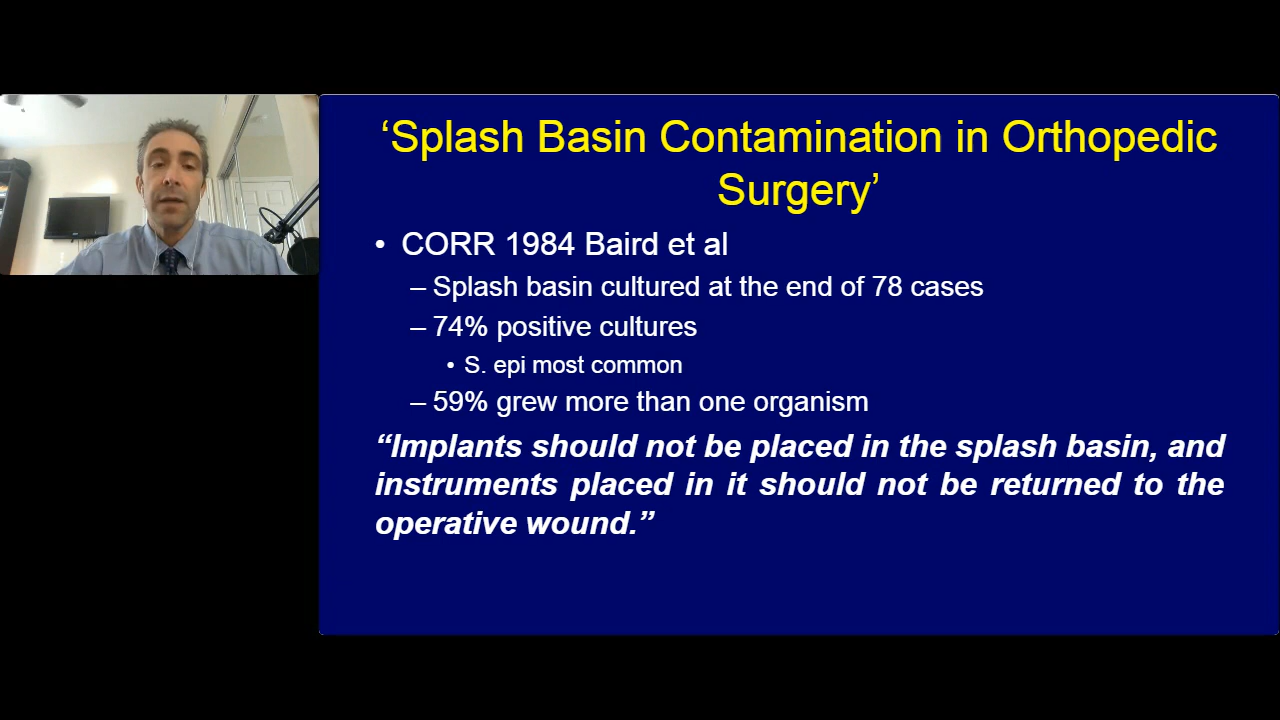 ‘Splash Basin Contamination in Orthopedic
Surgery’
• CORR 1984 Baird et al
– Splash basin cultured at the end of 78 cases
– 74% positive cultures
• S. epi most common
– 59% grew more than one organism
“Implants should not be placed in the splash basin, and
instruments placed in it should not be returned to the
operative wound.”